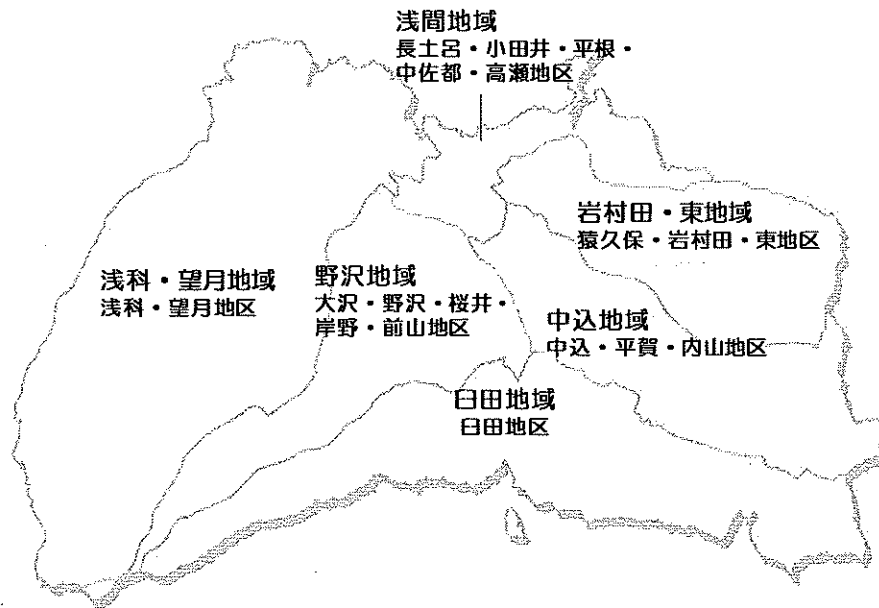 浅間地域
長土呂・小田井・平根・
中佐都・高瀬地区
岩村田・東地域
猿久保・岩村田・東地区
浅科・望月地域
浅科・望月地区
野沢地域
大沢・野沢・桜井・
岸野・前山地区
中込地域
中込・平賀・内山地区
臼田地域
臼田地区